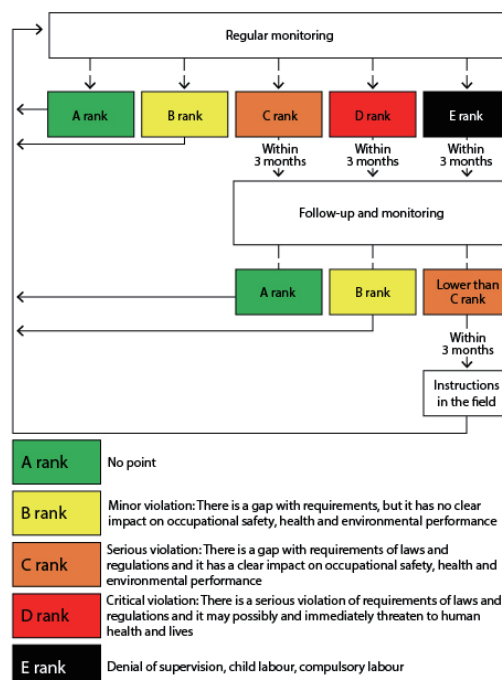 Regular monitoring
A rank
B rank
C rank
D rank
E rank
Within
3 months
Within
3 months
Within
3 months
Follow-up and monitoring
A rank
B rank
Lower than
C rank
Within
3 months
Instructions
in the field
A rank
No point
B rank
Minor violation: There is a gap with requirements, but it has no clear
impact on occupational safety, health and environmental performance
C rank
Serious violation: There is a gap with requirements of laws and
regulations and it has a clear impact on occupational safety, health and
environmental performance
D rank
Critical violation: There is a serious violation of requirements of laws and
regulations and it may possibly and immediately threaten to human
health and lives
E rank
Denial of supervision, child labour, compulsory labour